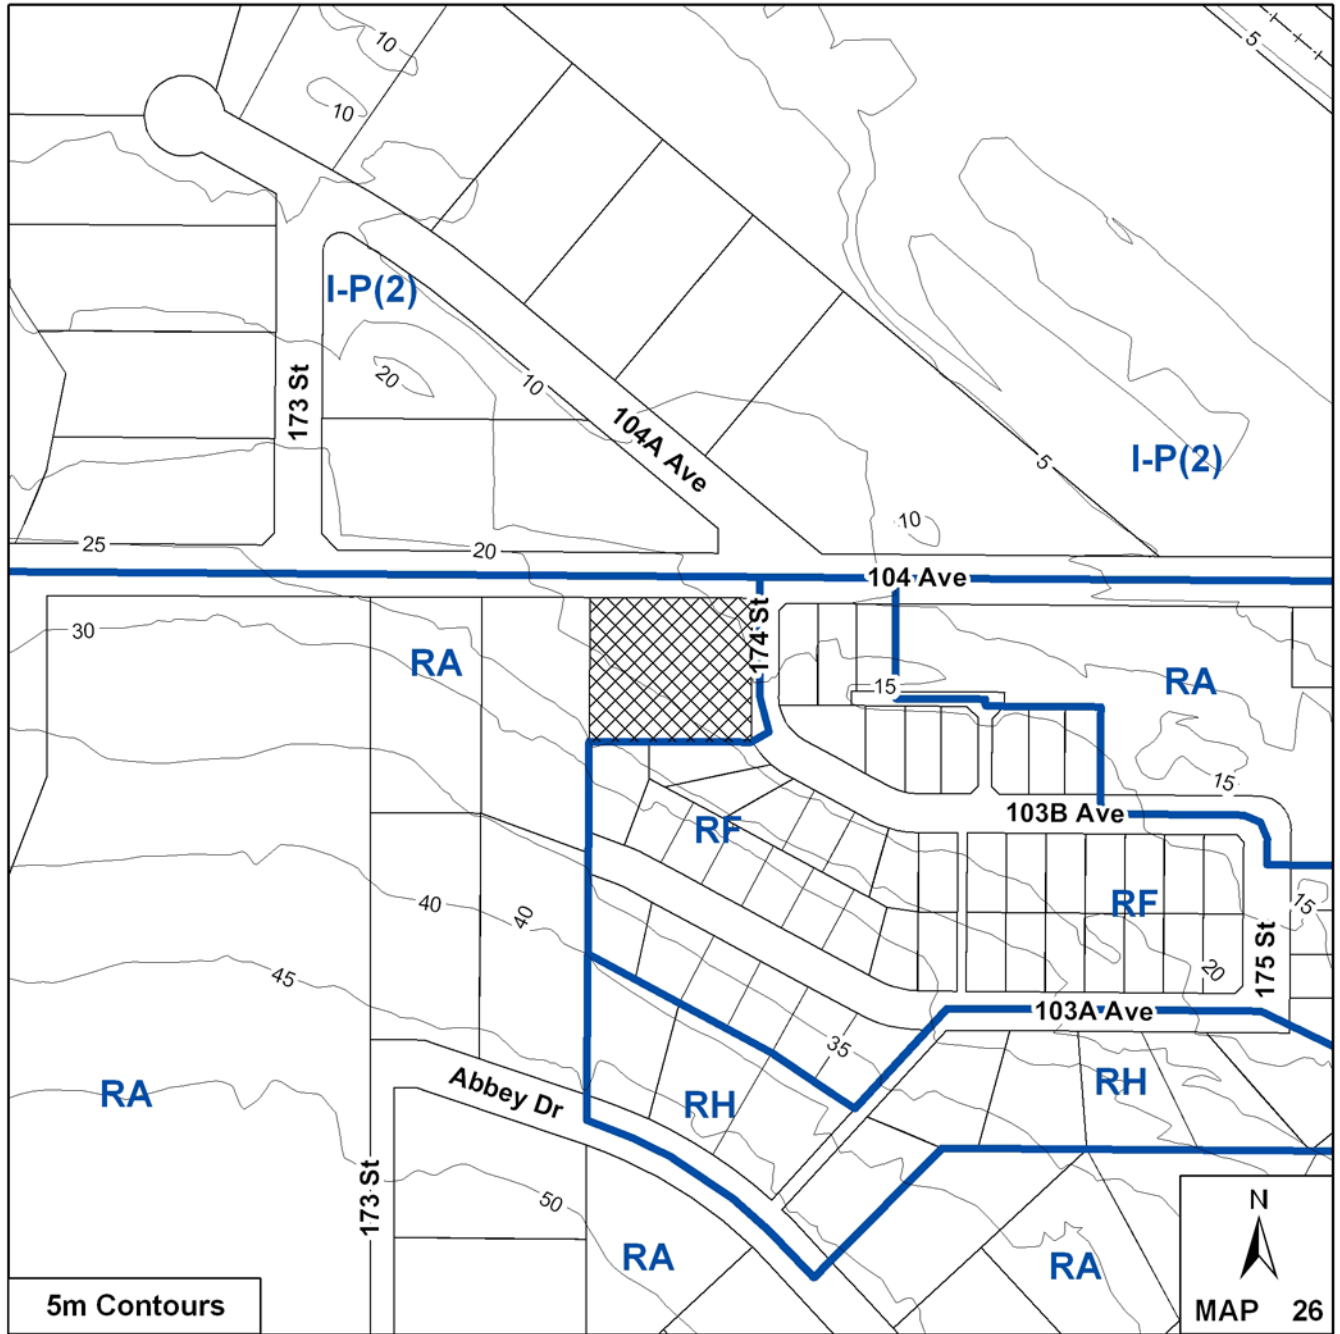 10
5
10
I-P(2)
173 St
20
10
104A Ave
I-P(2)
5
10
25
20
104 Ave
30
RA
174 St
15
RA
15
103B Ave
RF
40
40
RF
15
45
20
175 St
103A Ave
35
RA
Abbey Dr
RH
RH
173 St
50
RA
RA
N
5m Contours
MAP 26